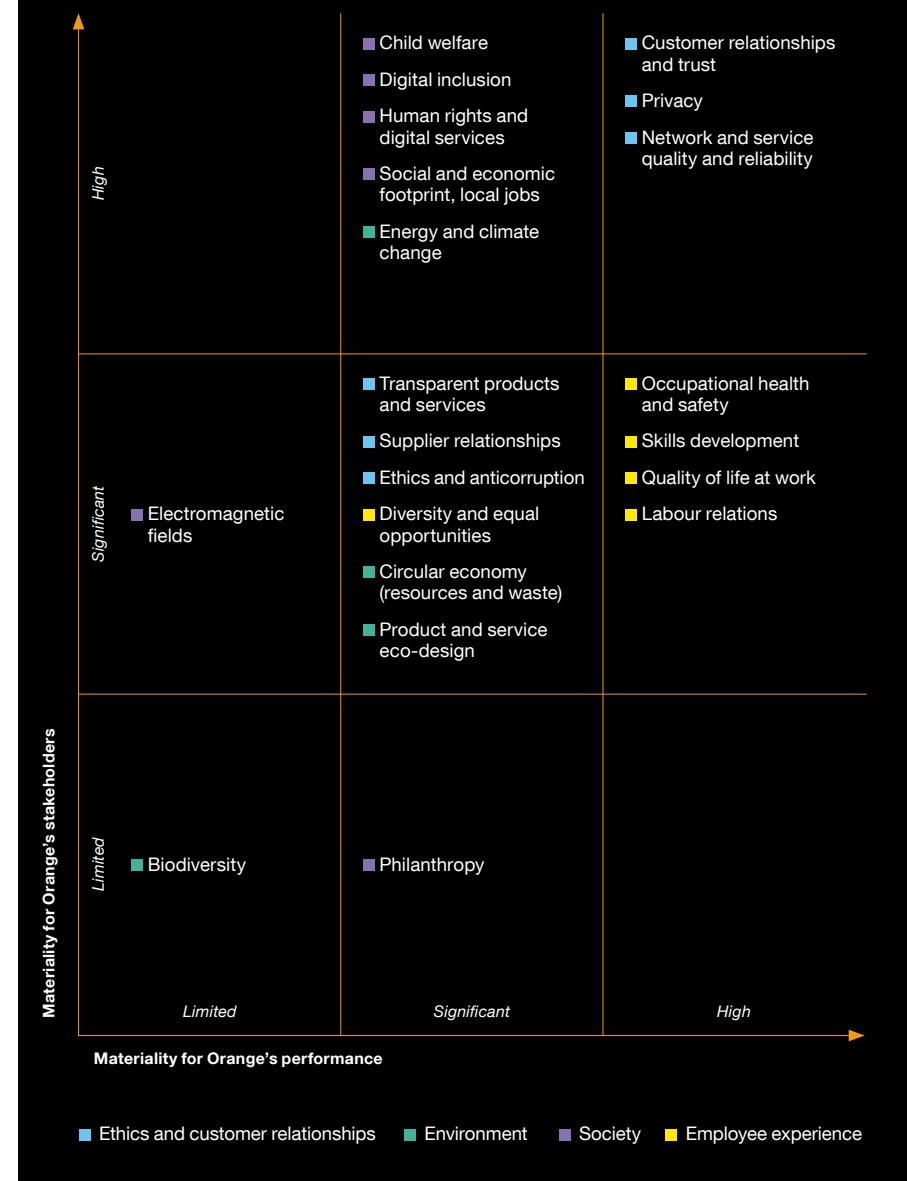 High
Child welfare
Digital inclusion
Human rights and
digital services
Social and economic
footprint, local jobs
Energy and climate
change
Customer relationships
and trust
Privacy
Network and service
quality and reliability
Significant
Electromagnetic
fields
Transparent products
and services
Supplier relationships
Ethics and anticorruption
Diversity and equal
opportunities
Circular economy
(resources and waste)
Product and service
eco-design
Occupational health
and safety
Skills development
Quality of life at work
Labour relations
Materiality for Orange’s stakeholders
Limited
Biodiversity
Philanthropy
Limited
Significant
High
Materiality for Orange’s performance
Ethics and customer relationships
Environment
Society
Employee experience